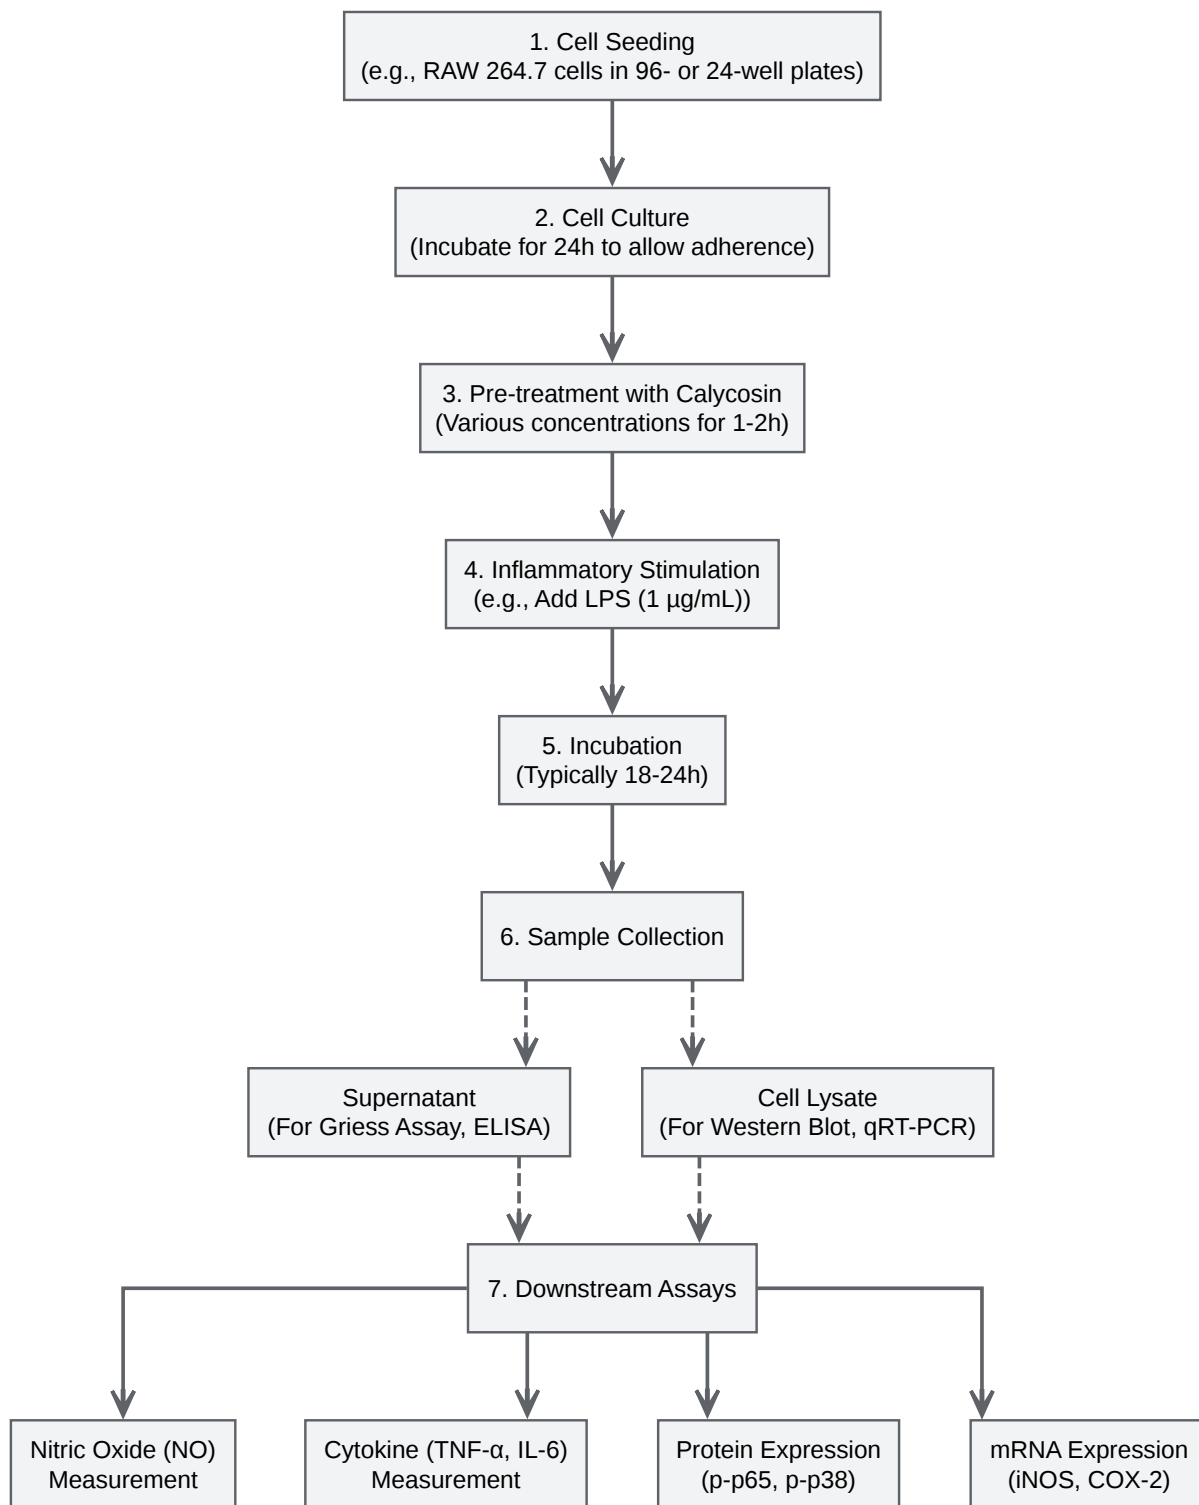 1. Cell Seeding
(e.g., RAW 264.7 cells in 96- or 24-well plates)
2. Cell Culture
(Incubate for 24h to allow adherence)
3. Pre-treatment with Calycosin
(Various concentrations for 1-2h)
4. Inflammatory Stimulation
(e.g., Add LPS (1 µg/mL))
5. Incubation
(Typically 18-24h)
6. Sample Collection
Supernatant
(For Griess Assay, ELISA)
Cell Lysate
(For Western Blot, qRT-PCR)
7. Downstream Assays
Nitric Oxide (NO)
Measurement
Cytokine (TNF-α, IL-6)
Measurement
Protein Expression
(p-p65, p-p38)
mRNA Expression
(iNOS, COX-2)